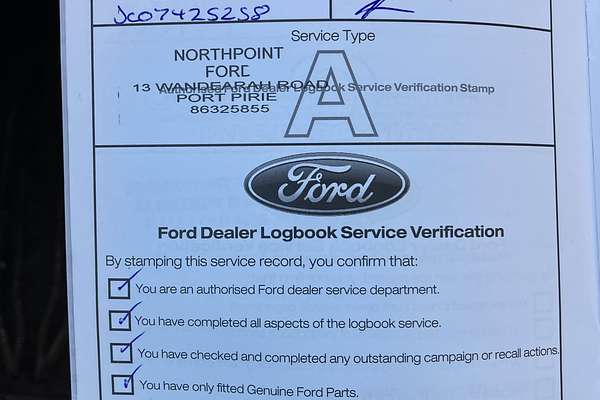 JC07425258
Service Type
NORTHPOINT
FORD
13 WANDEARAH ROAD
Authorised Ford Dealer Logbook Service Verification Stamp
PORT PIRIE
86325855
A
Ford
Ford Dealer Logbook Service Verification
By stamping this service record, you confirm that:
You are an authorised Ford dealer service department.
You have completed all aspects of the logbook service.
You have checked and completed any outstanding campaign or recall actions.
You have only fitted Genuine Ford Parts.